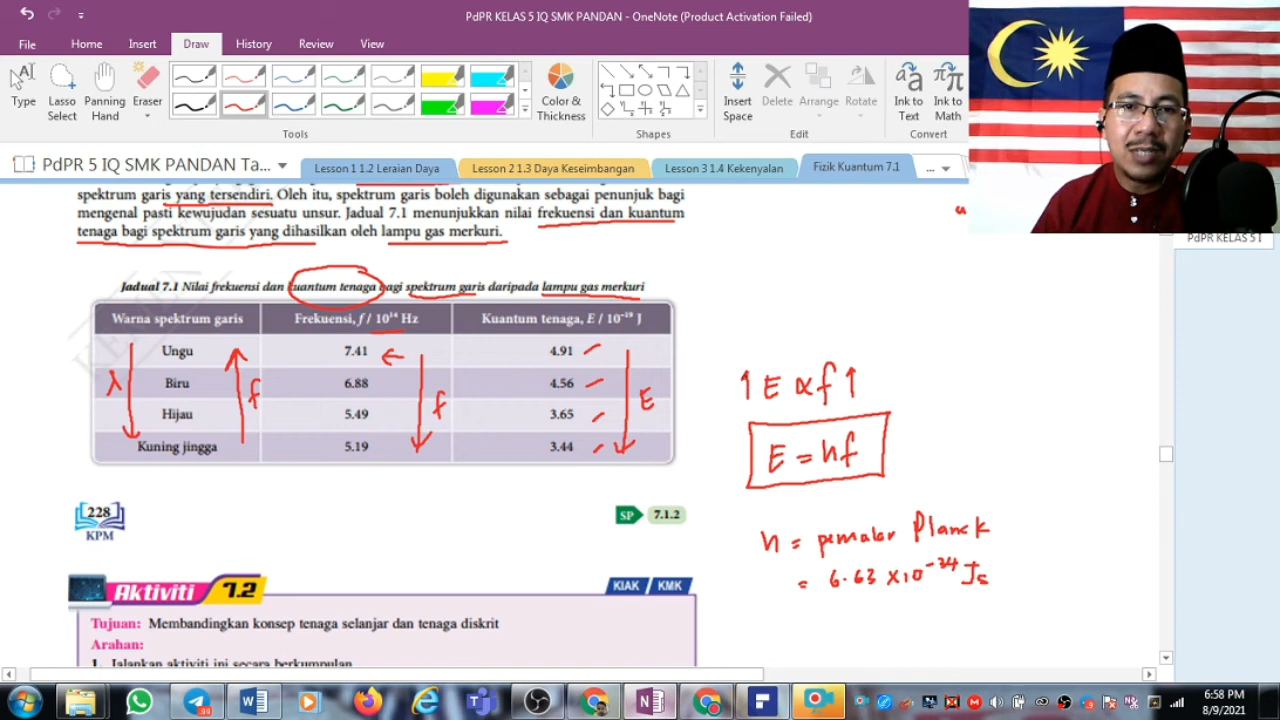 PdPR KELAS 5 IQ SMK PANDAN - OneNote (Product Activation Failed)
File Home Insert Draw History Review View
Type Lasso Select Panning Hand Eraser Color & Thickness Insert Space Delete Arrange Rotate Ink to Text Ink to Math
Tools Shapes Edit Convert
PdPR 5 IQ SMK PANDAN Ta... Lesson 1 1.2 Leraian Daya Lesson 2 1.3 Daya Keseimbangan Lesson 3 1.4 Kekenyalan Fizik Kuantum 7.1 ...
PdPR KELAS 5 I
spektrum garis yang tersendiri. Oleh itu, spektrum garis boleh digunakan sebagai penunjuk bagi
mengenal pasti kewujudan sesuatu unsur. Jadual 7.1 menunjukkan nilai frekuensi dan kuantum
tenaga bagi spektrum garis yang dihasilkan oleh lampu gas merkuri.
Jadual 7.1 Nilai frekuensi dan kuantum tenaga bagi spektrum garis daripada lampu gas merkuri
Warna spektrum garis Frekuensi, f / 10¹⁴ Hz Kuantum tenaga, E / 10⁻¹⁹ J
Ungu 7.41 4.91
Biru 6.88 4.56
Hijau 5.49 3.65
Kuning jingga 5.19 3.44
λ f f E
↑ E ∝ f ↑
E = hf
h = pemalar Planck
= 6.63 × 10⁻³⁴ Js
228
KPM
SP 7.1.2
Aktiviti 7.2 KIAK KMK
Tujuan: Membandingkan konsep tenaga selanjar dan tenaga diskrit
Arahan:
1. Jalankan aktiviti ini secara berkumpulan
6:58 PM
8/9/2021